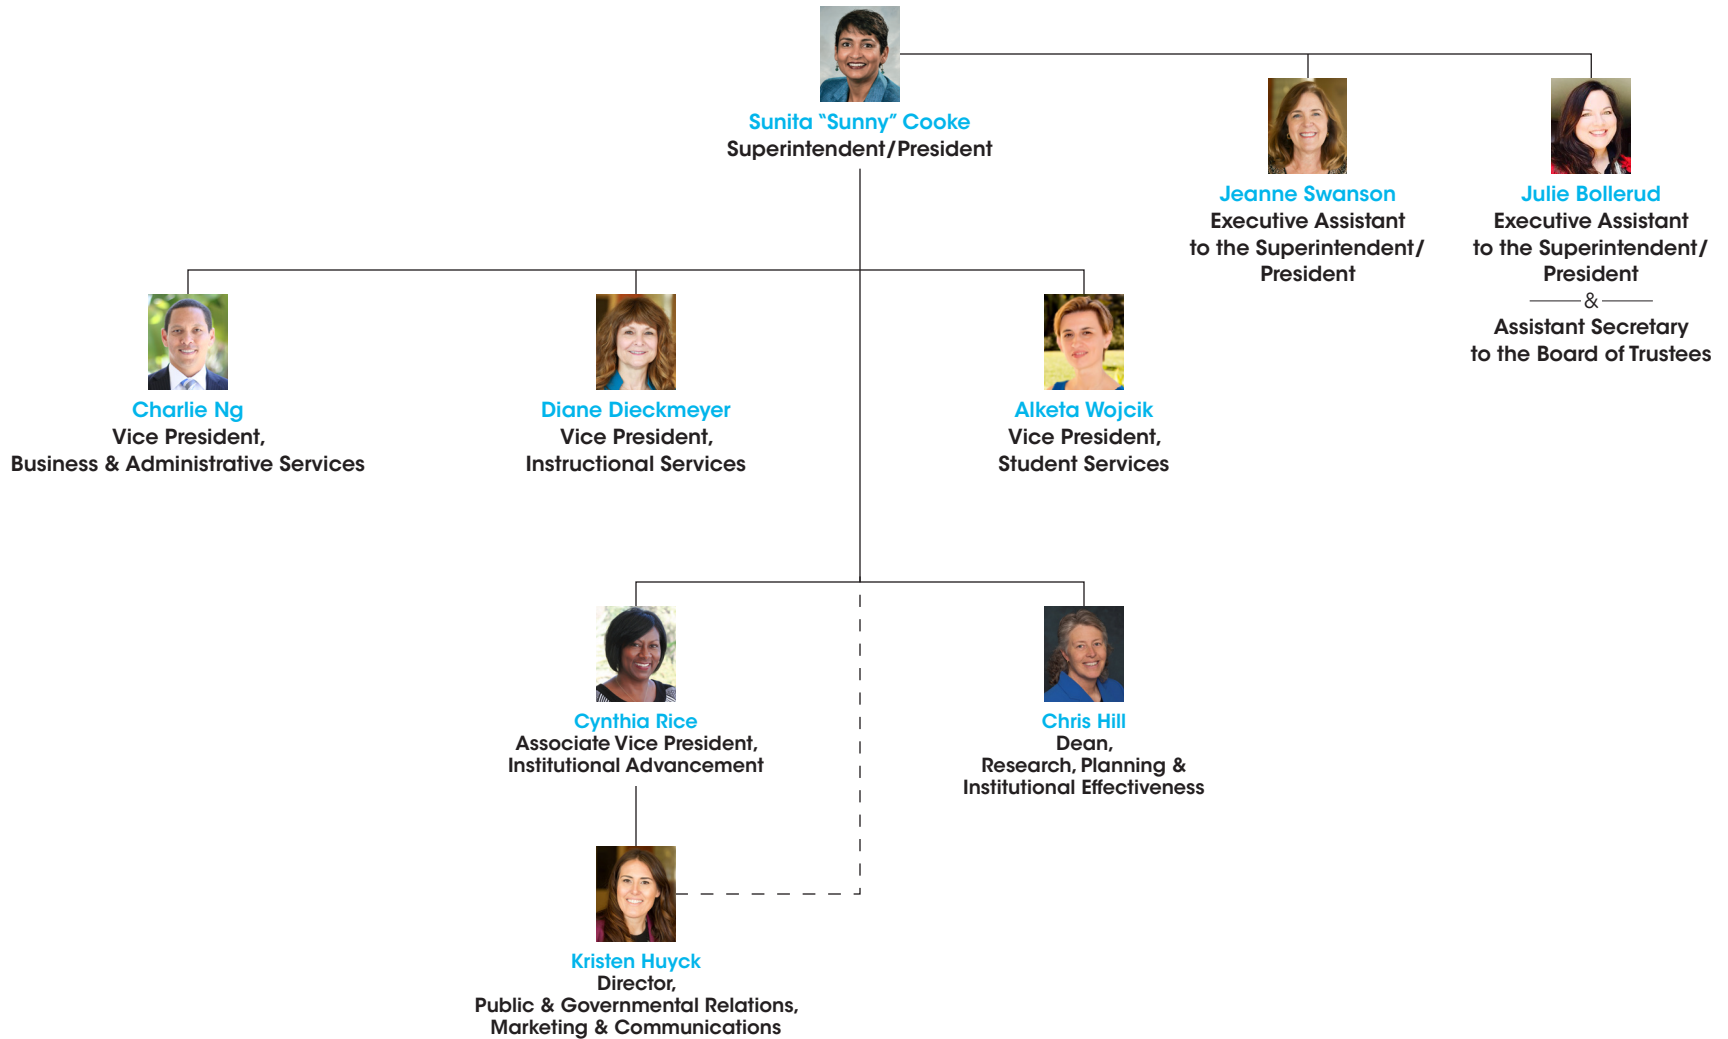 Sunita “Sunny” Cooke
Superintendent/President
Jeanne Swanson
Executive Assistant
to the Superintendent/
President
Julie Bollerud
Executive Assistant
to the Superintendent/
President
&
Assistant Secretary
to the Board of Trustees
Charlie Ng
Vice President,
Business & Administrative Services
Diane Dieckmeyer
Vice President,
Instructional Services
Alketa Wojcik
Vice President,
Student Services
Cynthia Rice
Associate Vice President,
Institutional Advancement
Chris Hill
Dean,
Research, Planning &
Institutional Effectiveness
Kristen Huyck
Director,
Public & Governmental Relations,
Marketing & Communications